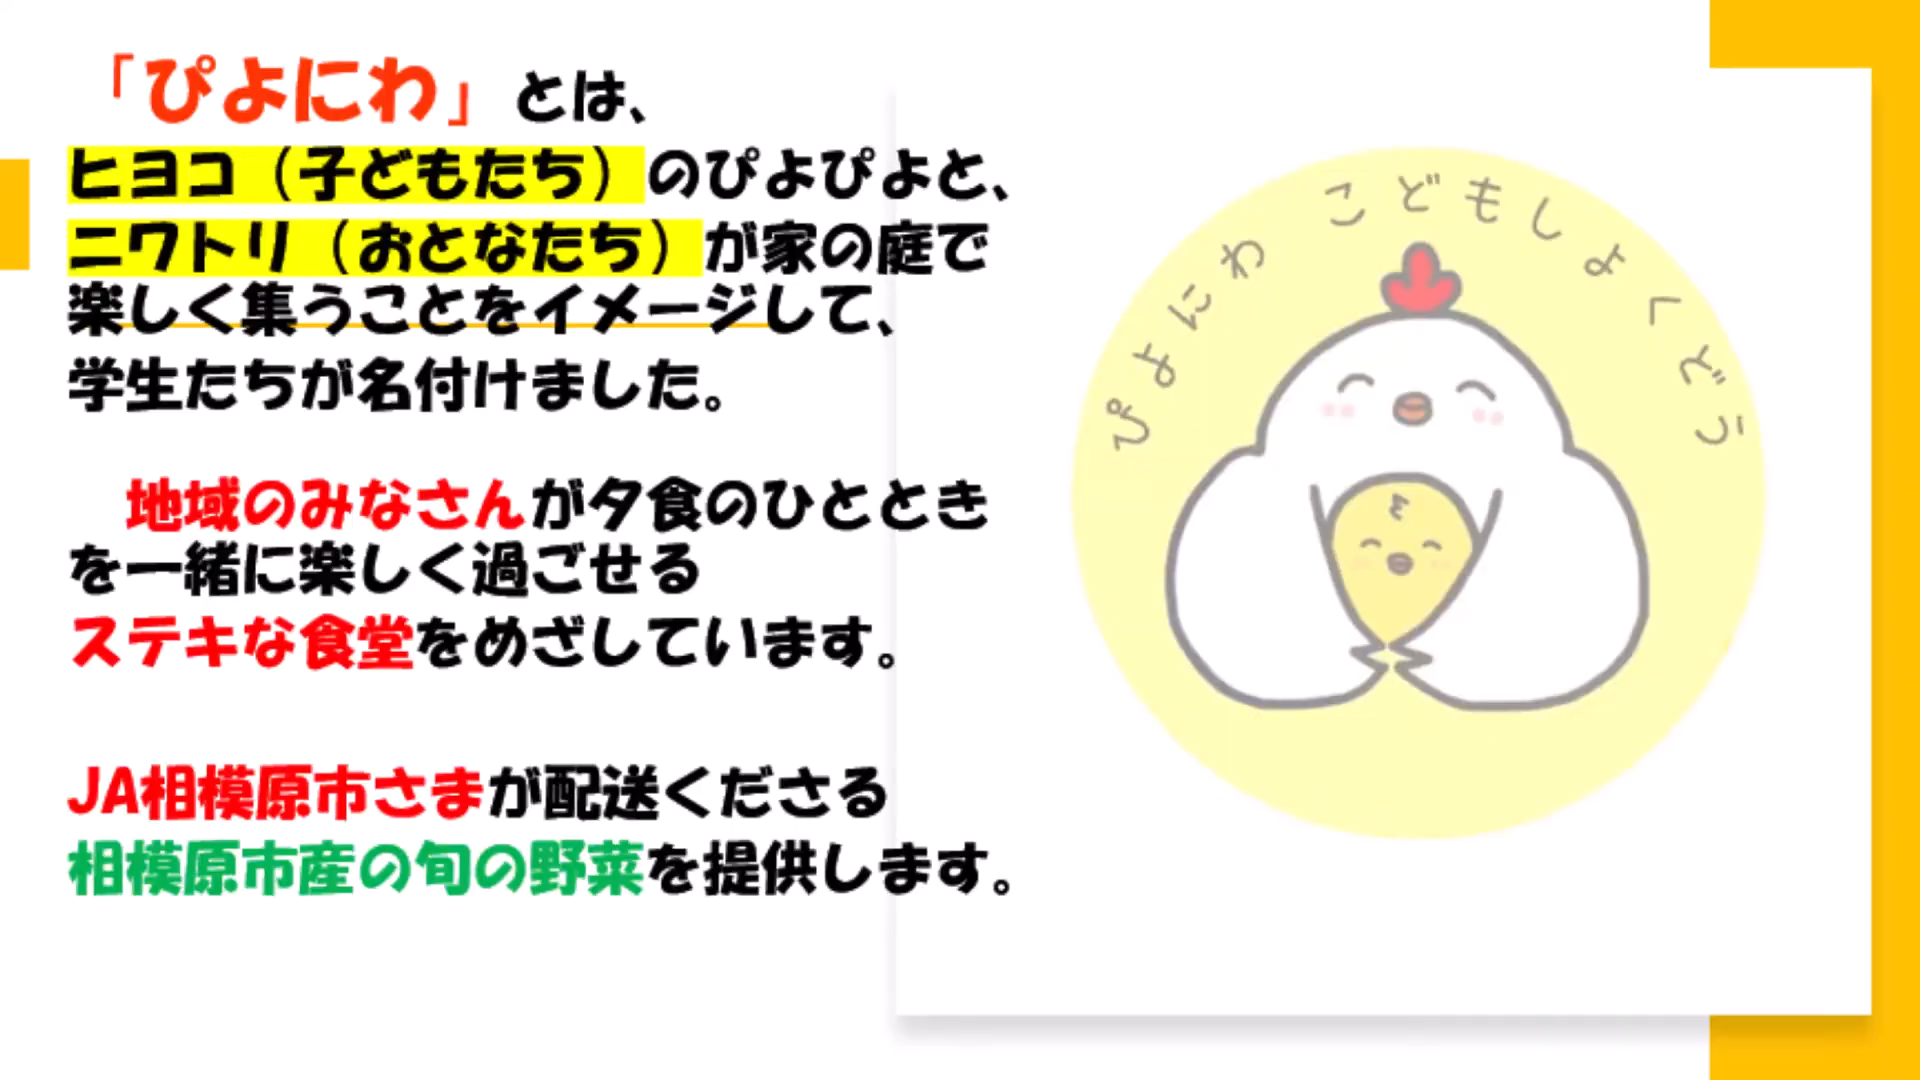 「ぴよにわ」とは、
ヒヨコ（子どもたち）のぴよぴよと、
ニワトリ（おとなたち）が家の庭で
楽しく集うことをイメージして、
学生たちが名付けました。
地域のみなさんが夕食のひととき
を一緒に楽しく過ごせる
ステキな食堂をめざしています。
JA相模原市さまが配送くださる
相模原市産の旬の野菜を提供します。
ぴよにわ こどもしょくどう